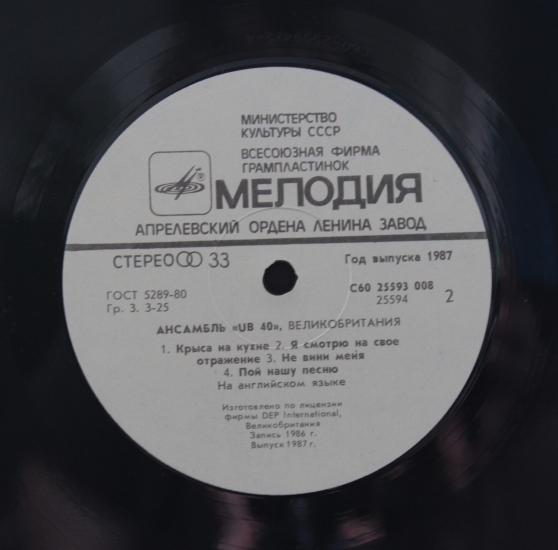 МИНИСТЕРСТВО
КУЛЬТУРЫ СССР
ВСЕСОЮЗНАЯ ФИРМА
ГРАМПЛАСТИНОК
МЕЛОДИЯ
АПРЕЛЕВСКИЙ ОРДЕНА ЛЕНИНА ЗАВОД
СТЕРЕО 33
Год выпуска 1987
ГОСТ 5289-80
Гр. 3. 3-25
С60 25593 008
25594
2
АНСАМБЛЬ «UB 40», ВЕЛИКОБРИТАНИЯ
1. Крыса на кухне 2. Я смотрю на свое
отражение 3. Не вини меня
4. Пой нашу песню
На английском языке
Изготовлено по лицензии
фирмы DEP International,
Великобритания
Запись 1986 г.
Выпуск 1987 г.